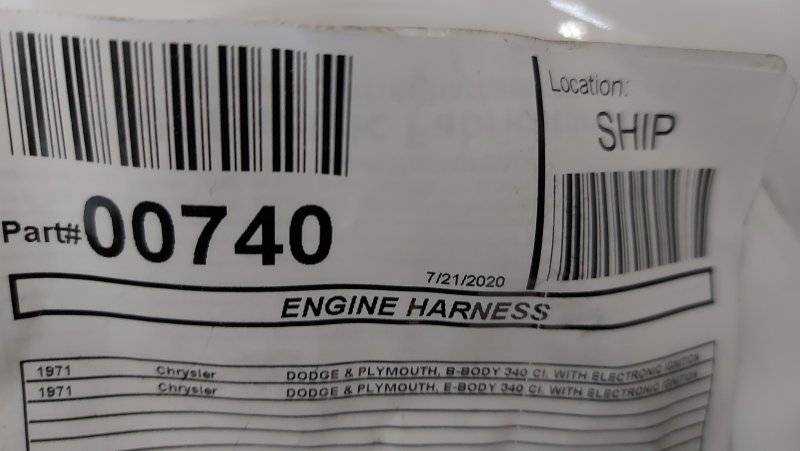 Location:
SHIP
Part# 00740
7/21/2020
ENGINE HARNESS
1971 Chrysler DODGE & PLYMOUTH, B-BODY 340 CI. WITH ELECTRONIC IGNITION
1971 Chrysler DODGE & PLYMOUTH, E-BODY 340 CI. WITH ELECTRONIC IGNITION